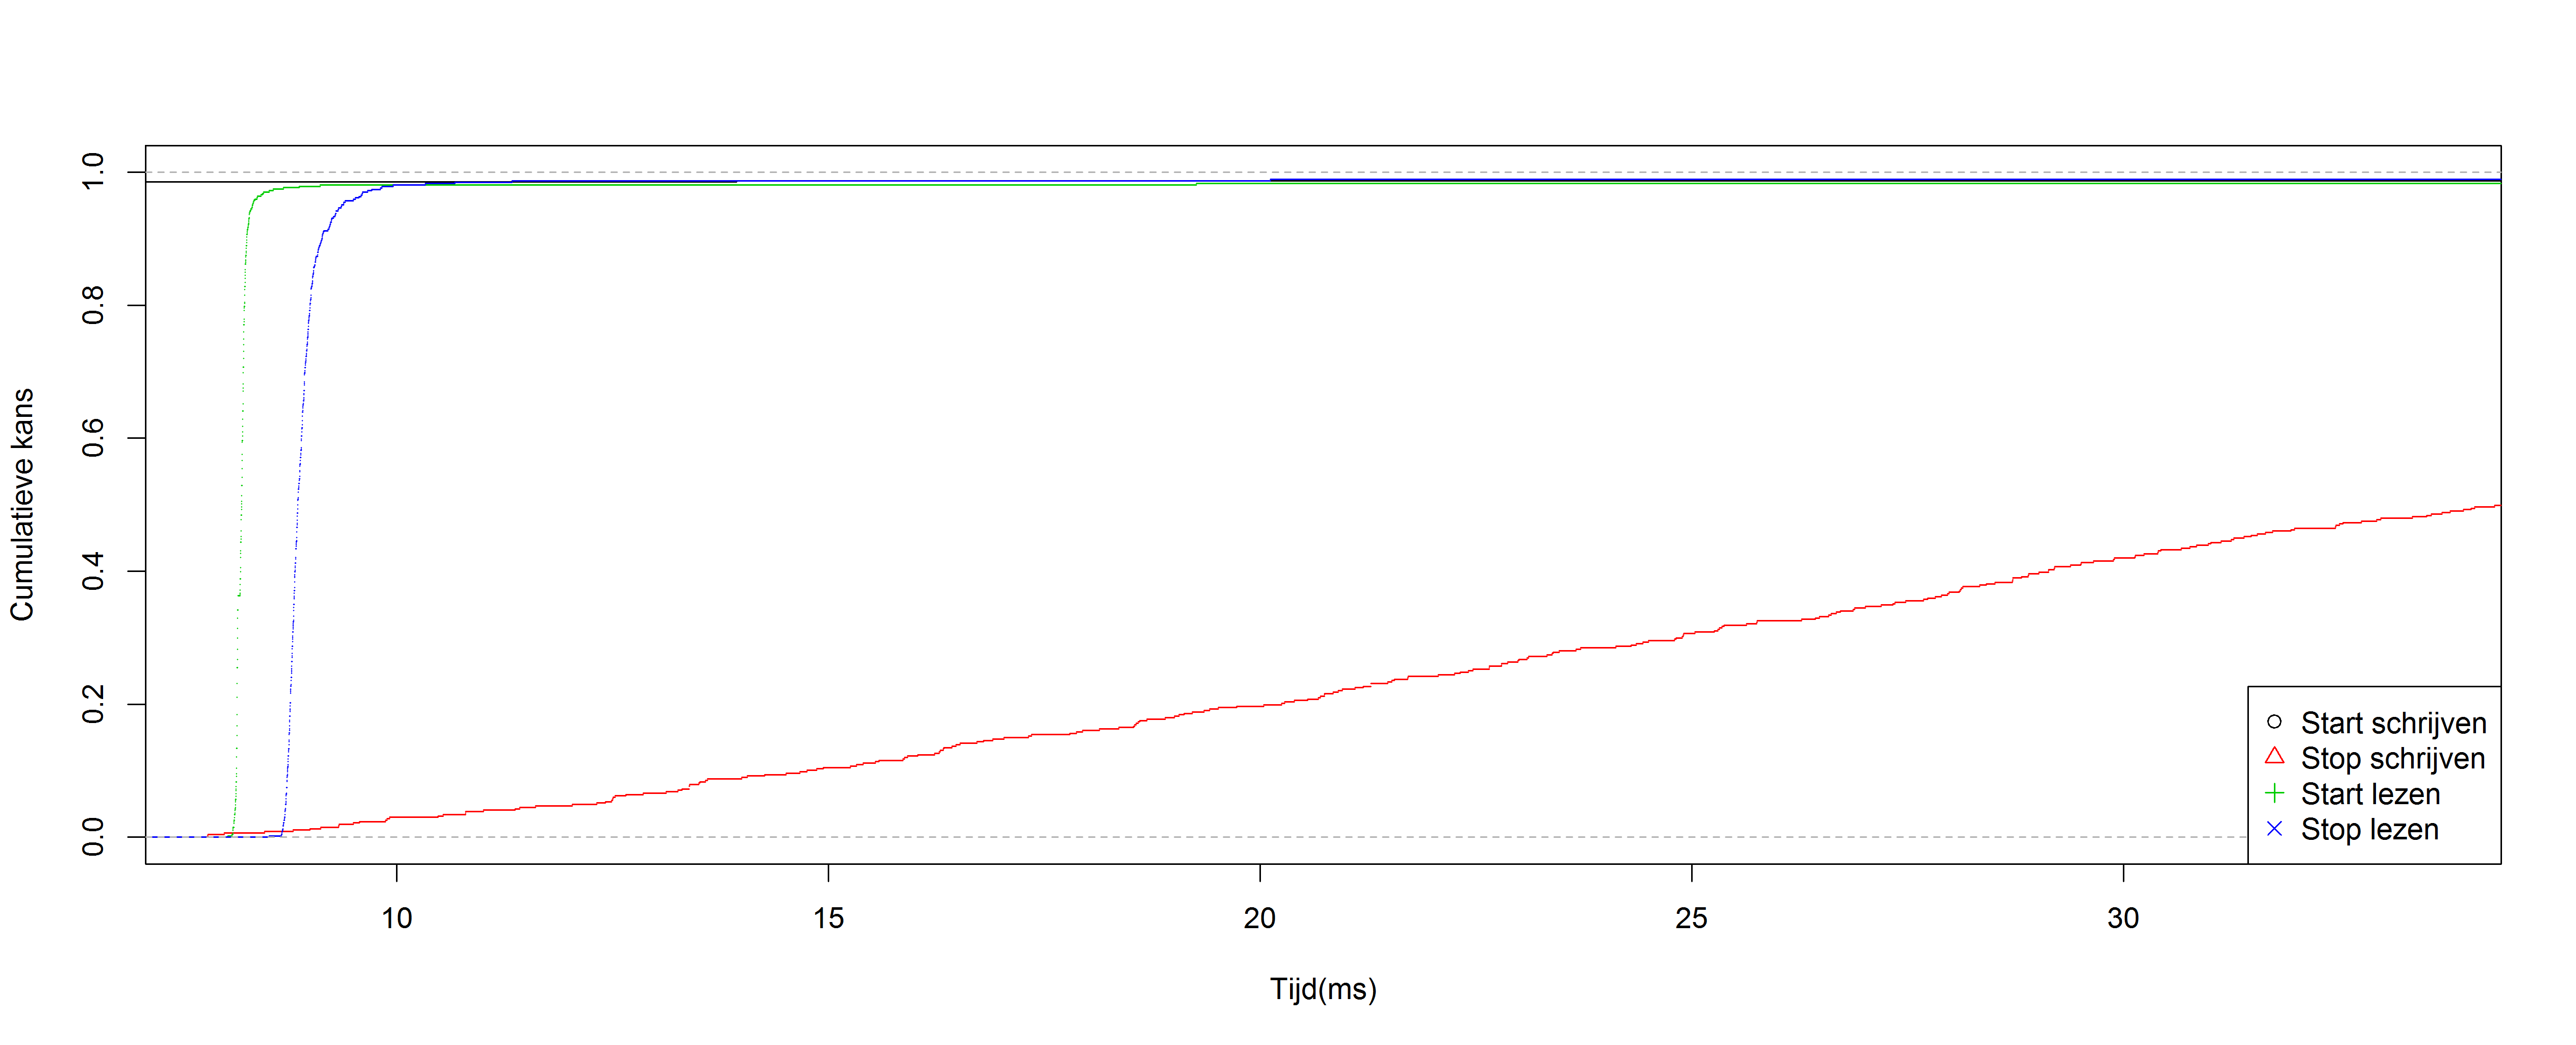 Cumulatieve kans
1.0
0.8
0.6
0.4
0.2
0.0
10 15 20 25 30
Tijd(ms)
Start schrijven
Stop schrijven
Start lezen
Stop lezen